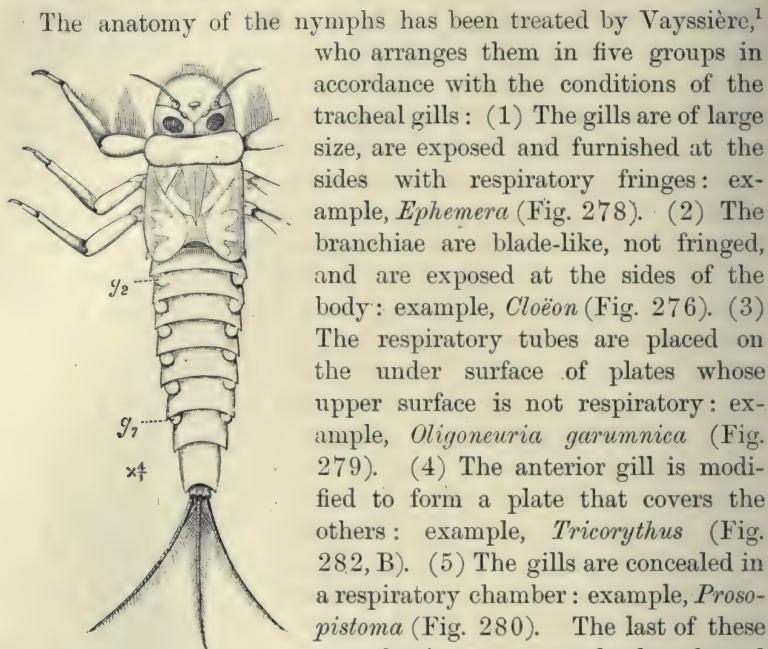 The anatomy of the nymphs has been treated by Vayssière,¹
who arranges them in five groups in
accordance with the conditions of the
tracheal gills: (1) The gills are of large
size, are exposed and furnished at the
sides with respiratory fringes: ex-
ample, Ephemera (Fig. 278). (2) The
branchiae are blade-like, not fringed,
and are exposed at the sides of the
body: example, Cloëon (Fig. 276). (3)
The respiratory tubes are placed on
the under surface of plates whose
upper surface is not respiratory: ex-
ample, Oligoneuria garumnica (Fig.
279). (4) The anterior gill is modi-
fied to form a plate that covers the
others: example, Tricorythus (Fig.
282, B). (5) The gills are concealed in
a respiratory chamber: example, Proso-
pistoma (Fig. 280). The last of these
g2
g7
×4/1